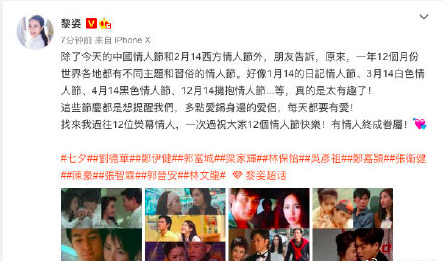 黎姿
7分钟前 来自 iPhone X
除了今天的中國情人節和2月14西方情人節外，朋友告訴，原來，一年12個月份
世界各地都有不同主題和習俗的情人節。好像1月14的日記情人節、3月14白色情
人節、4月14黑色情人節、12月14擁抱情人節...等，真的是太有趣了！
這些節慶都是想提醒我們，多點愛錫身邊的愛侶，每天都要有愛！
找來我過往12位熒幕情人，一次過祝大家12個情人節快樂！有情人終成眷屬！
#七夕##劉德華##鄭伊健##郭富城##梁家輝##林保怡##吳彥祖##鄭嘉穎##張衛健
##陳豪##張智霖##郭晉安##林文龍# 黎姿超话